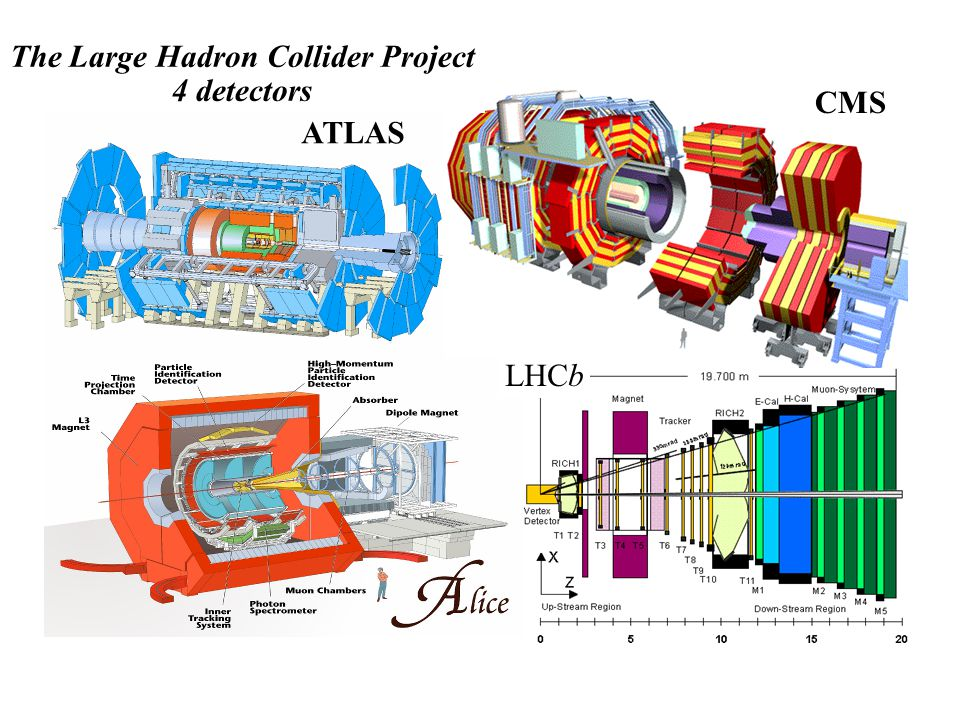 The Large Hadron Collider Project
4 detectors
CMS
ATLAS
High–Momentum
Particle
Identification
Detector
Particle
Identification
Detector
Time
Projection
Chamber
Absorber
Dipole Magnet
L3
Magnet
Muon Chambers
Photon
Spectrometer
Inner
Tracking
System
Alice
LHCb
19.700 m
Muon-Sysytem
Magnet
E-Cal
H-Cal
Tracker
RICH2
RICH1
Vertex
Detector
T1
T2
T3
T4
T5
T6
T7
T8
T9
T10
T11
M1
M2
M3
M4
M5
X
Z
Up-Stream Region
Down-Stream Region
0
5
10
15
20